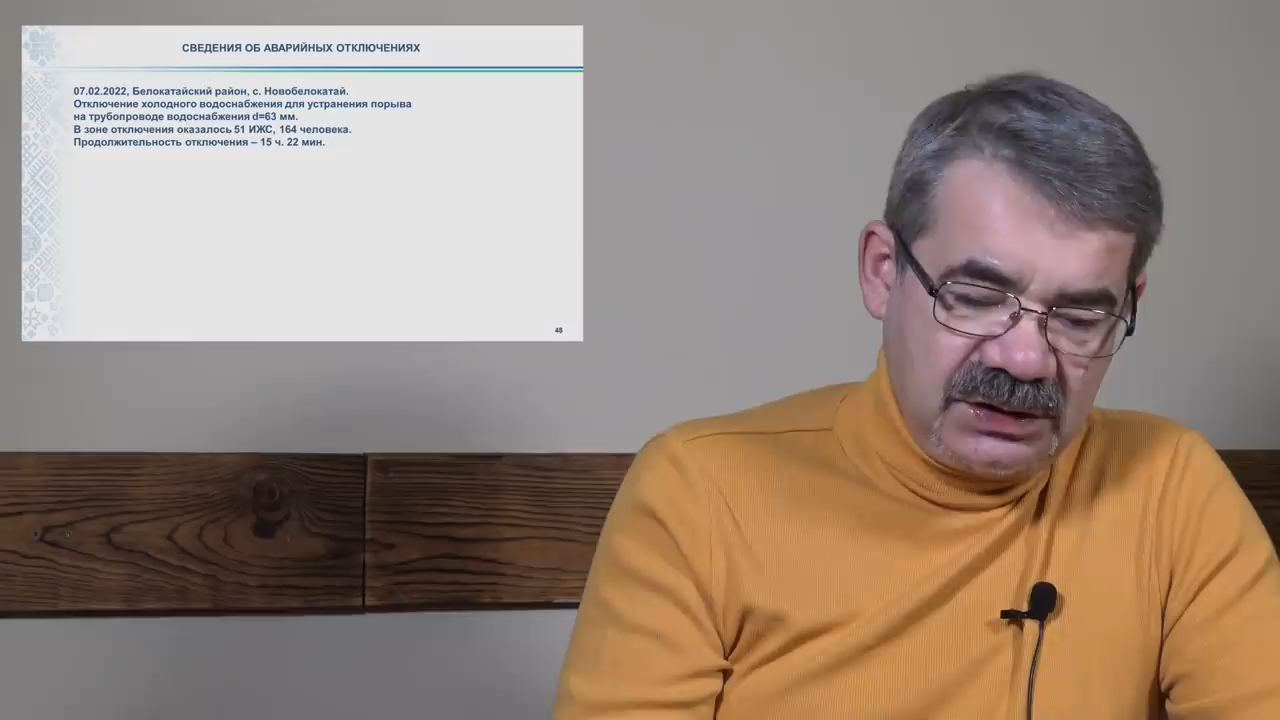 СВЕДЕНИЯ ОБ АВАРИЙНЫХ ОТКЛЮЧЕНИЯХ
07.02.2022, Белокатайский район, с. Новобелокатай.
Отключение холодного водоснабжения для устранения порыва
на трубопроводе водоснабжения d=63 мм.
В зоне отключения оказалось 51 ИЖС, 164 человека.
Продолжительность отключения – 15 ч. 22 мин.
48